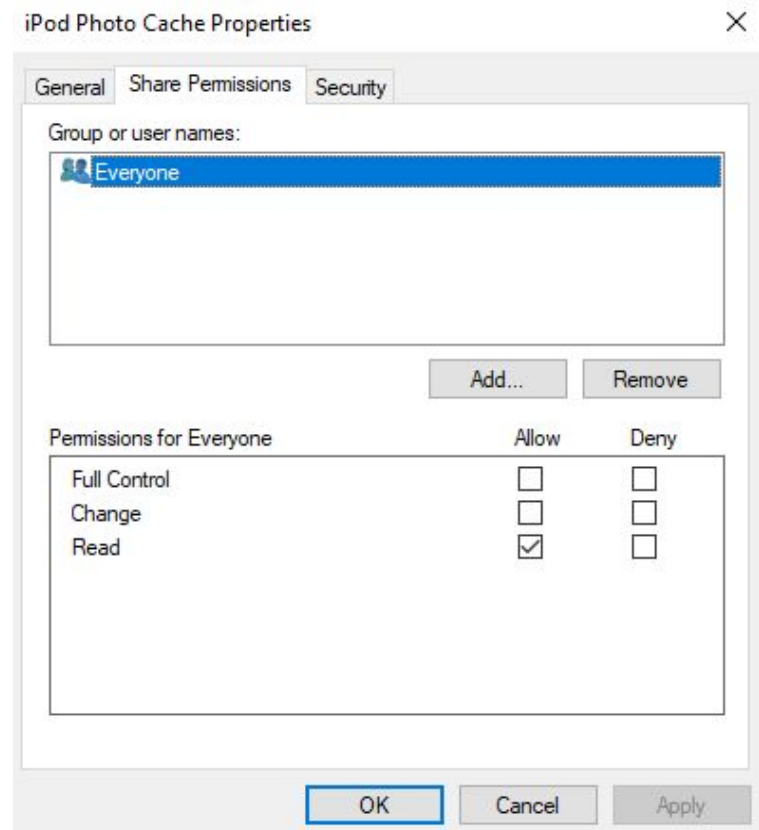 iPod Photo Cache Properties
General Share Permissions Security
Group or user names:
Everyone
Add... Remove
Permissions for Everyone Allow Deny
Full Control
Change
Read
OK Cancel Apply